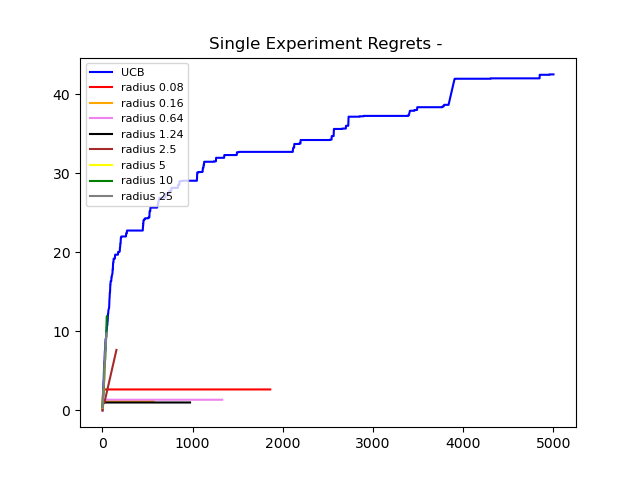 Single Experiment Regrets -
UCB
radius 0.08
radius 0.16
radius 0.64
radius 1.24
radius 2.5
radius 5
radius 10
radius 25
40
30
20
10
0
0 1000 2000 3000 4000 5000